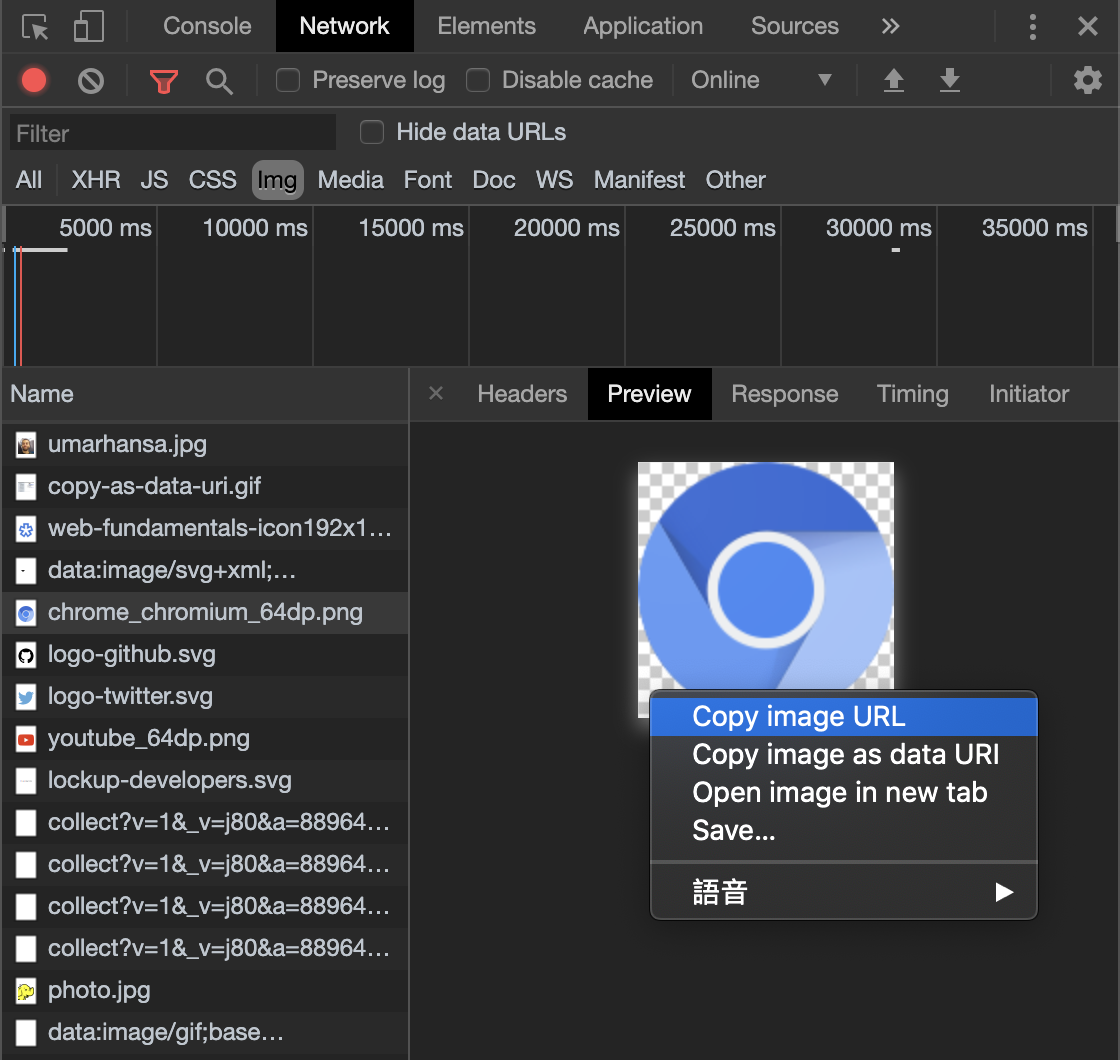 Console Network Elements Application Sources »
Preserve log Disable cache Online
Filter Hide data URLs
All XHR JS CSS Img Media Font Doc WS Manifest Other
5000 ms 10000 ms 15000 ms 20000 ms 25000 ms 30000 ms 35000 ms
Name
× Headers Preview Response Timing Initiator
umarhansa.jpg
copy-as-data-uri.gif
web-fundamentals-icon192x1…
data:image/svg+xml;…
chrome_chromium_64dp.png
logo-github.svg
logo-twitter.svg
youtube_64dp.png
lockup-developers.svg
collect?v=1&_v=j80&a=88964…
collect?v=1&_v=j80&a=88964…
collect?v=1&_v=j80&a=88964…
collect?v=1&_v=j80&a=88964…
photo.jpg
data:image/gif;base…
Copy image URL
Copy image as data URI
Open image in new tab
Save...
語音